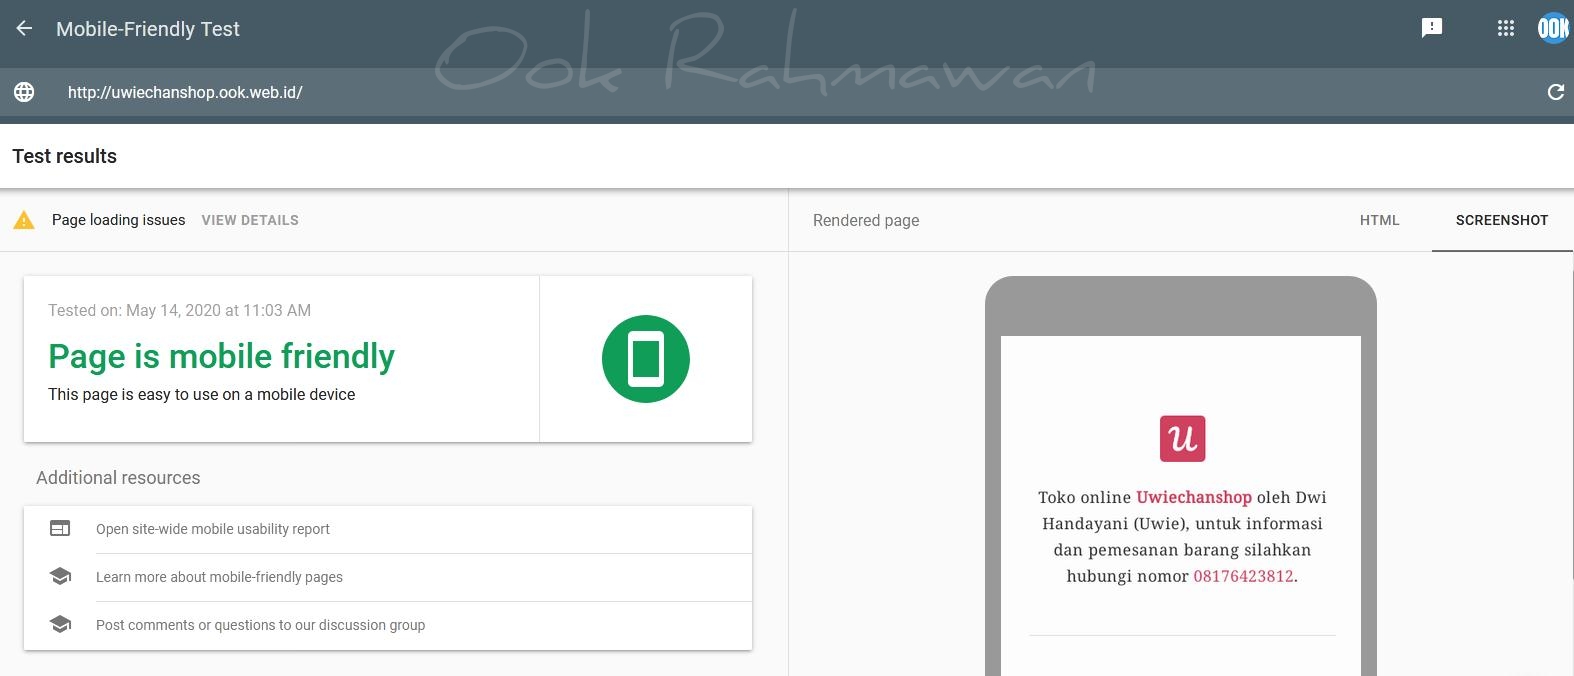 Mobile-Friendly Test
Ook Rahmawan
OOK
http://uwiechanshop.ook.web.id/
Test results
Page loading issues VIEW DETAILS
Rendered page HTML SCREENSHOT
Tested on: May 14, 2020 at 11:03 AM
Page is mobile friendly
This page is easy to use on a mobile device
Additional resources
Open site-wide mobile usability report
Learn more about mobile-friendly pages
Post comments or questions to our discussion group
U
Toko online Uwiechanshop oleh Dwi
Handayani (Uwie), untuk informasi
dan pemesanan barang silahkan
hubungi nomor 08176423812.